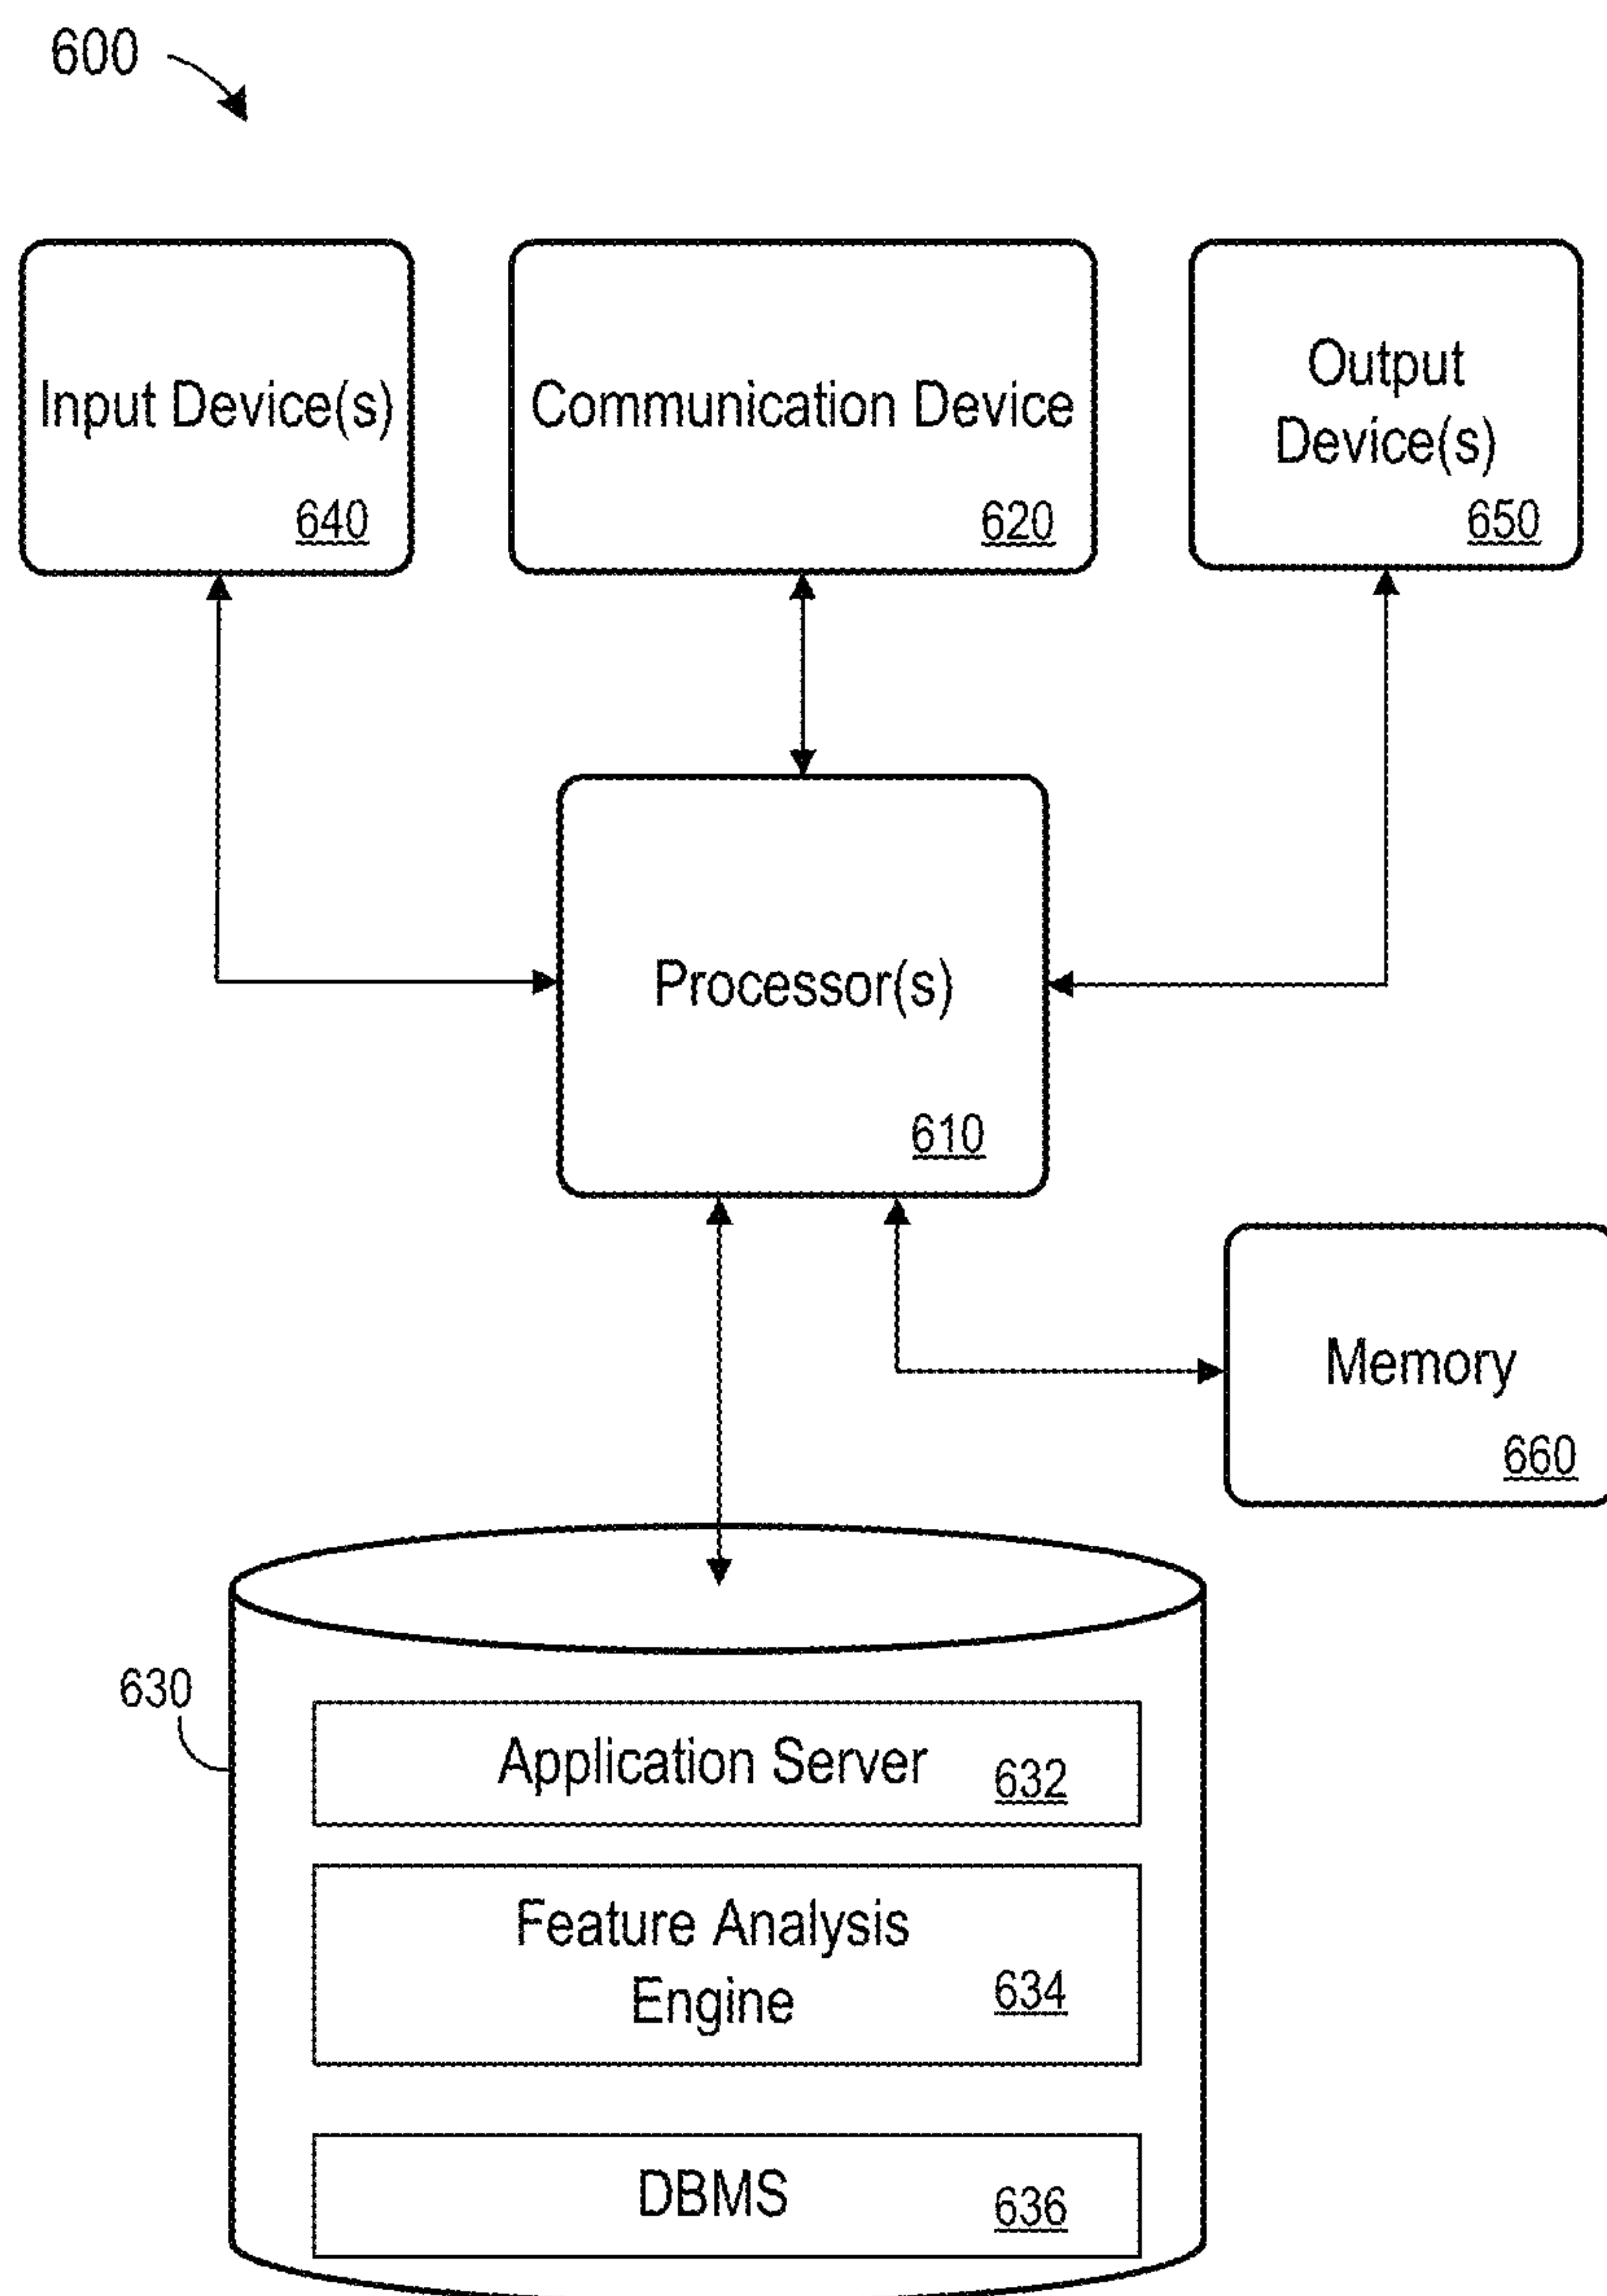 600
Input Device(s)
640
Communication Device
620
Output
Device(s)
650
Processor(s)
610
Memory
660
630
Application Server 632
Feature Analysis
Engine 634
DBMS 636